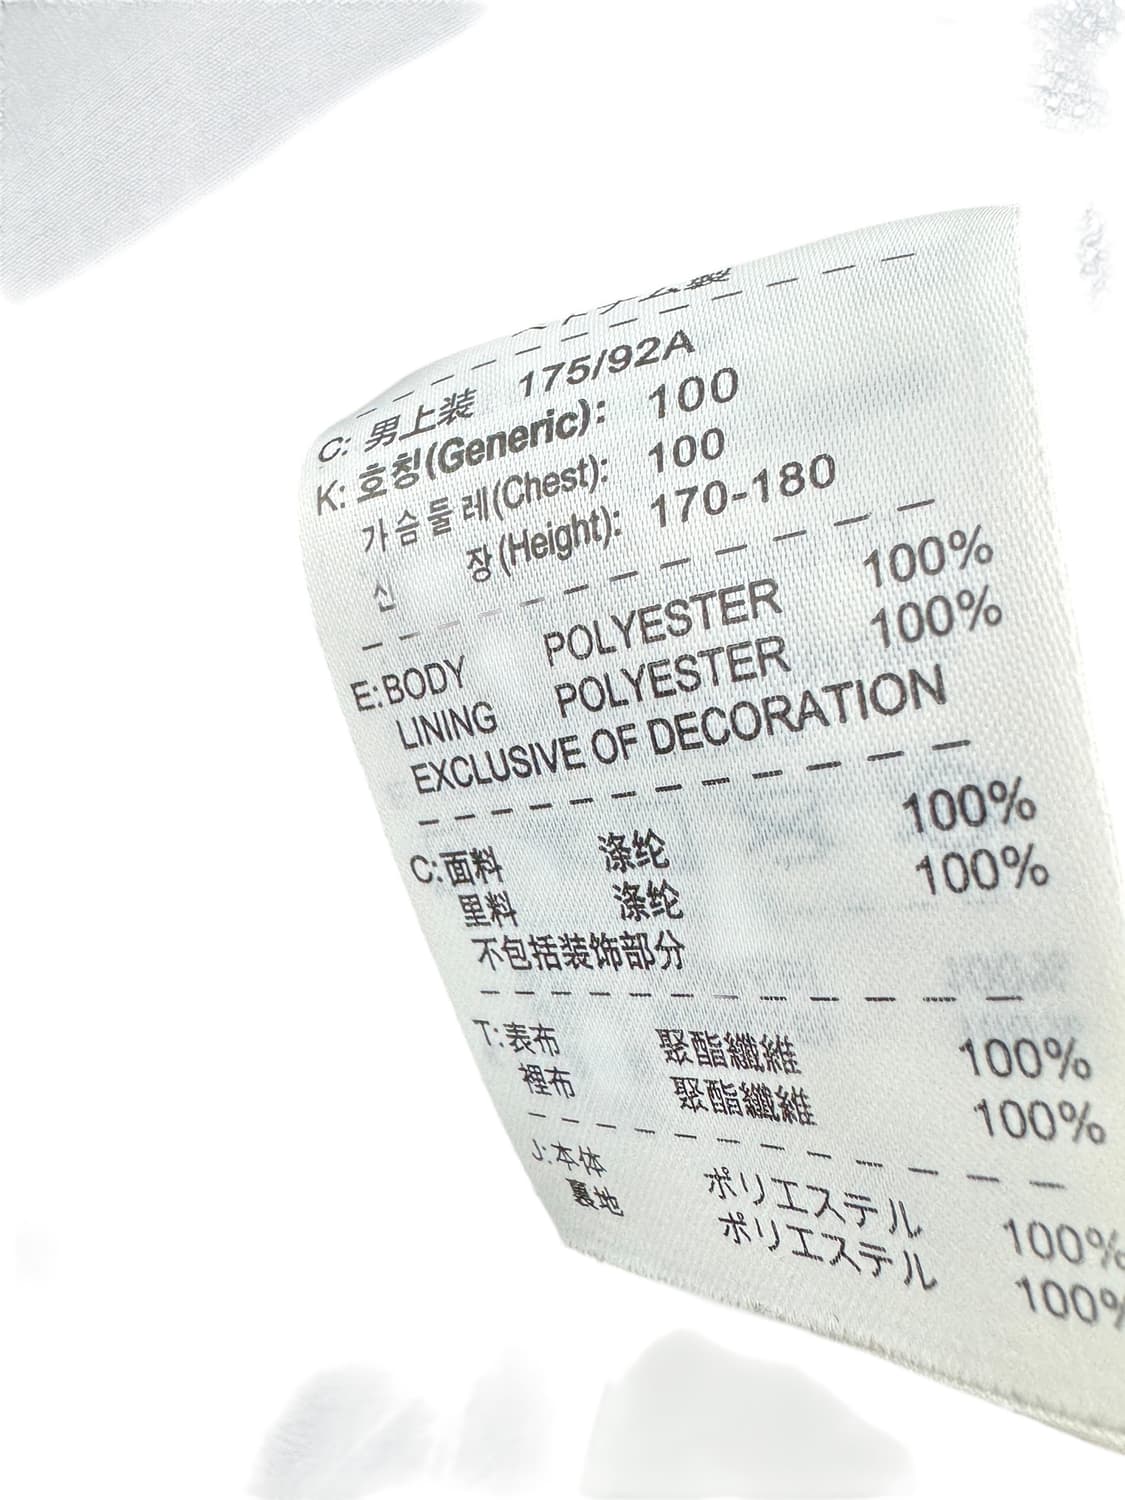 ム製
C: 男上装 175/92A
K: 호칭(Generic): 100
가슴둘레(Chest): 100
신 장(Height): 170-180
E: BODY POLYESTER 100%
LINING POLYESTER 100%
EXCLUSIVE OF DECORATION
C: 面料 涤纶 100%
里料 涤纶 100%
不包括装饰部分
T: 表布 聚酯纖維 100%
裡布 聚酯纖維 100%
J: 本体 ポリエステル 100%
裏地 ポリエステル 100%